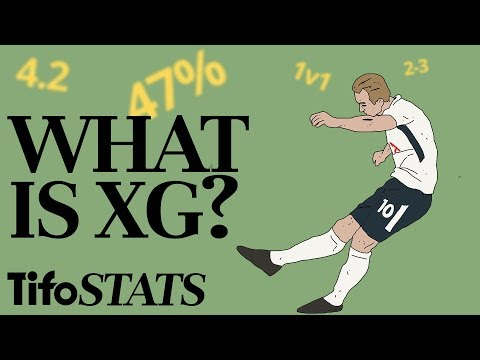 4.2
47%
1v1
2-3
WHAT
IS XG?
10
TifoSTATS